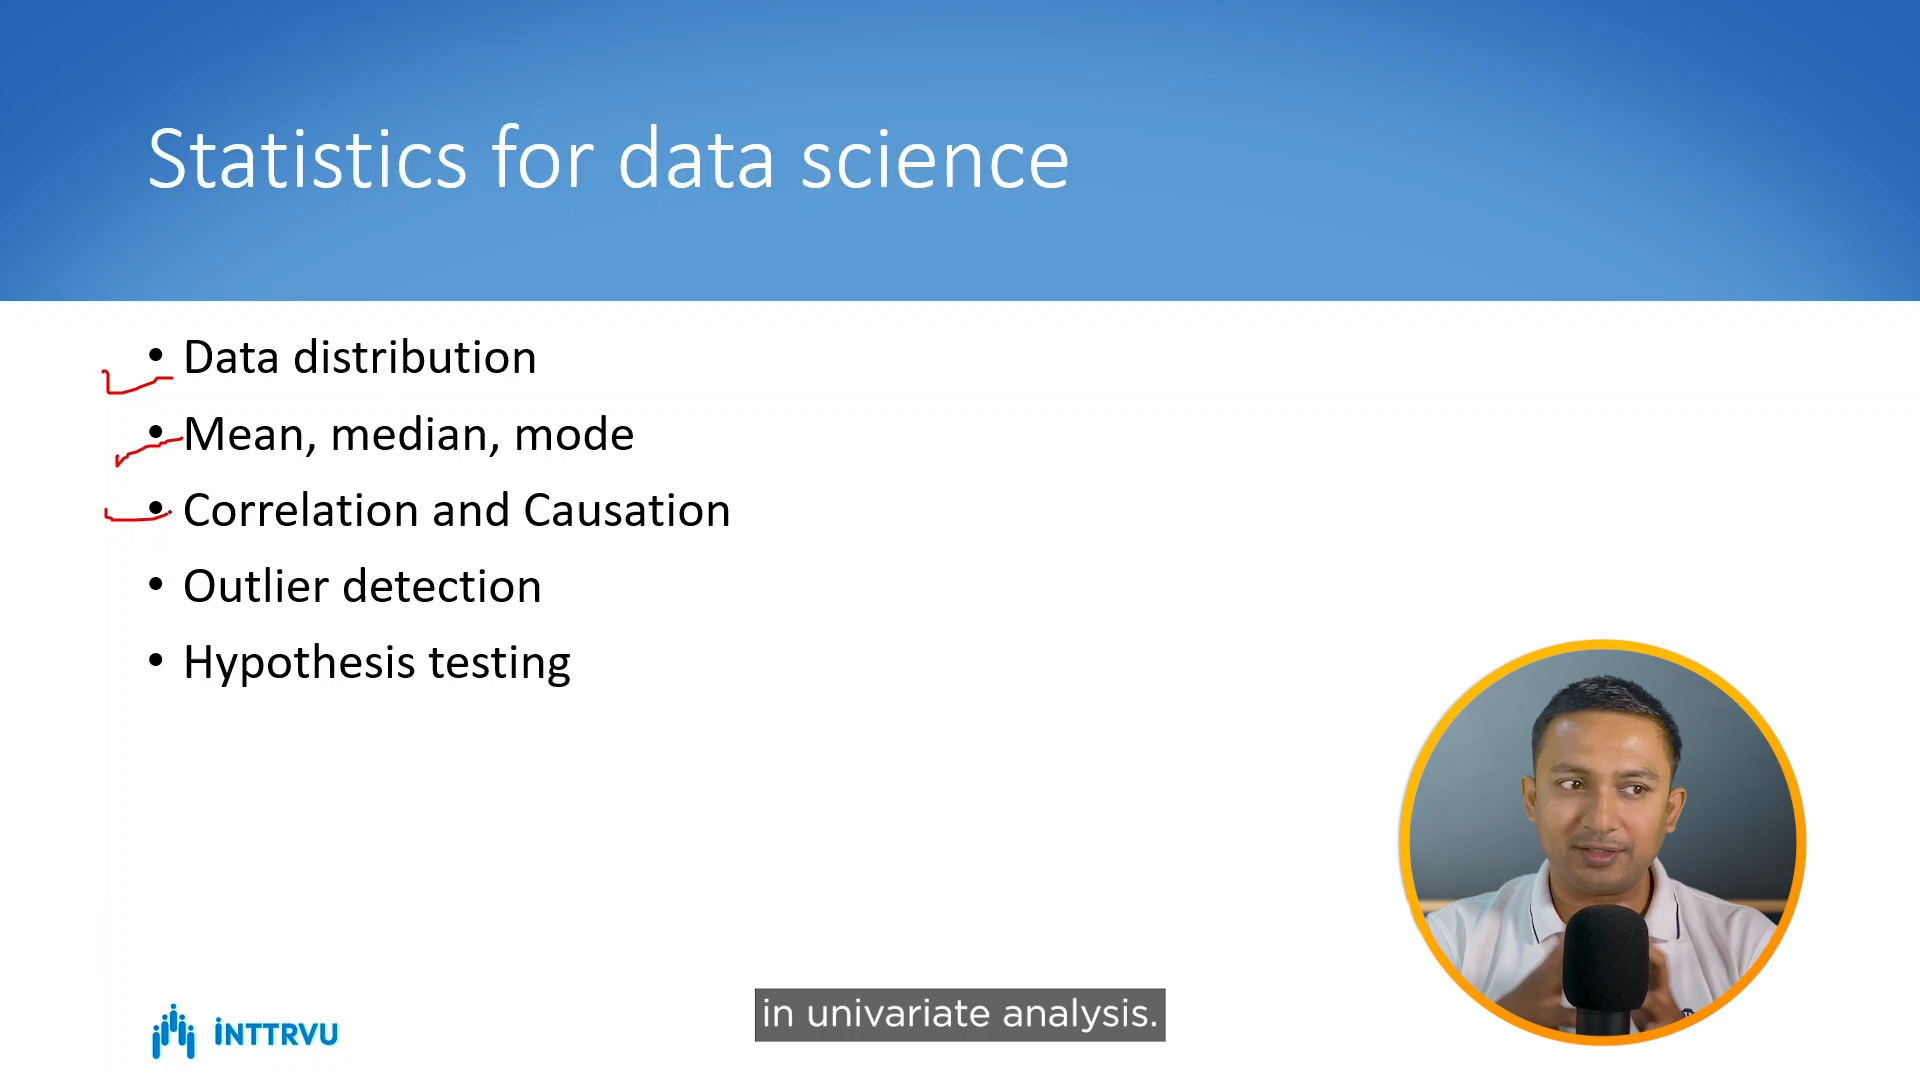 Statistics for data science
• Data distribution
• Mean, median, mode
• Correlation and Causation
• Outlier detection
• Hypothesis testing
INTTRVU
in univariate analysis.